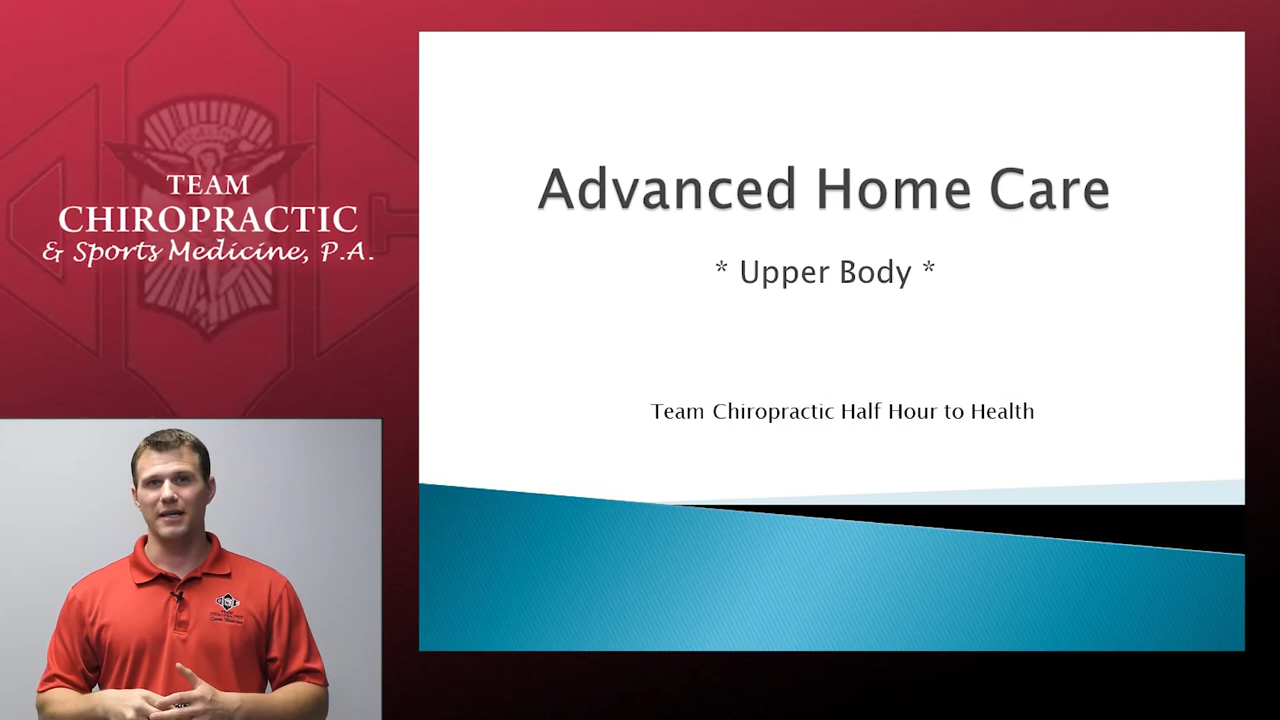 TEAM
CHIROPRACTIC
& Sports Medicine, P.A.
Advanced Home Care
* Upper Body *
Team Chiropractic Half Hour to Health